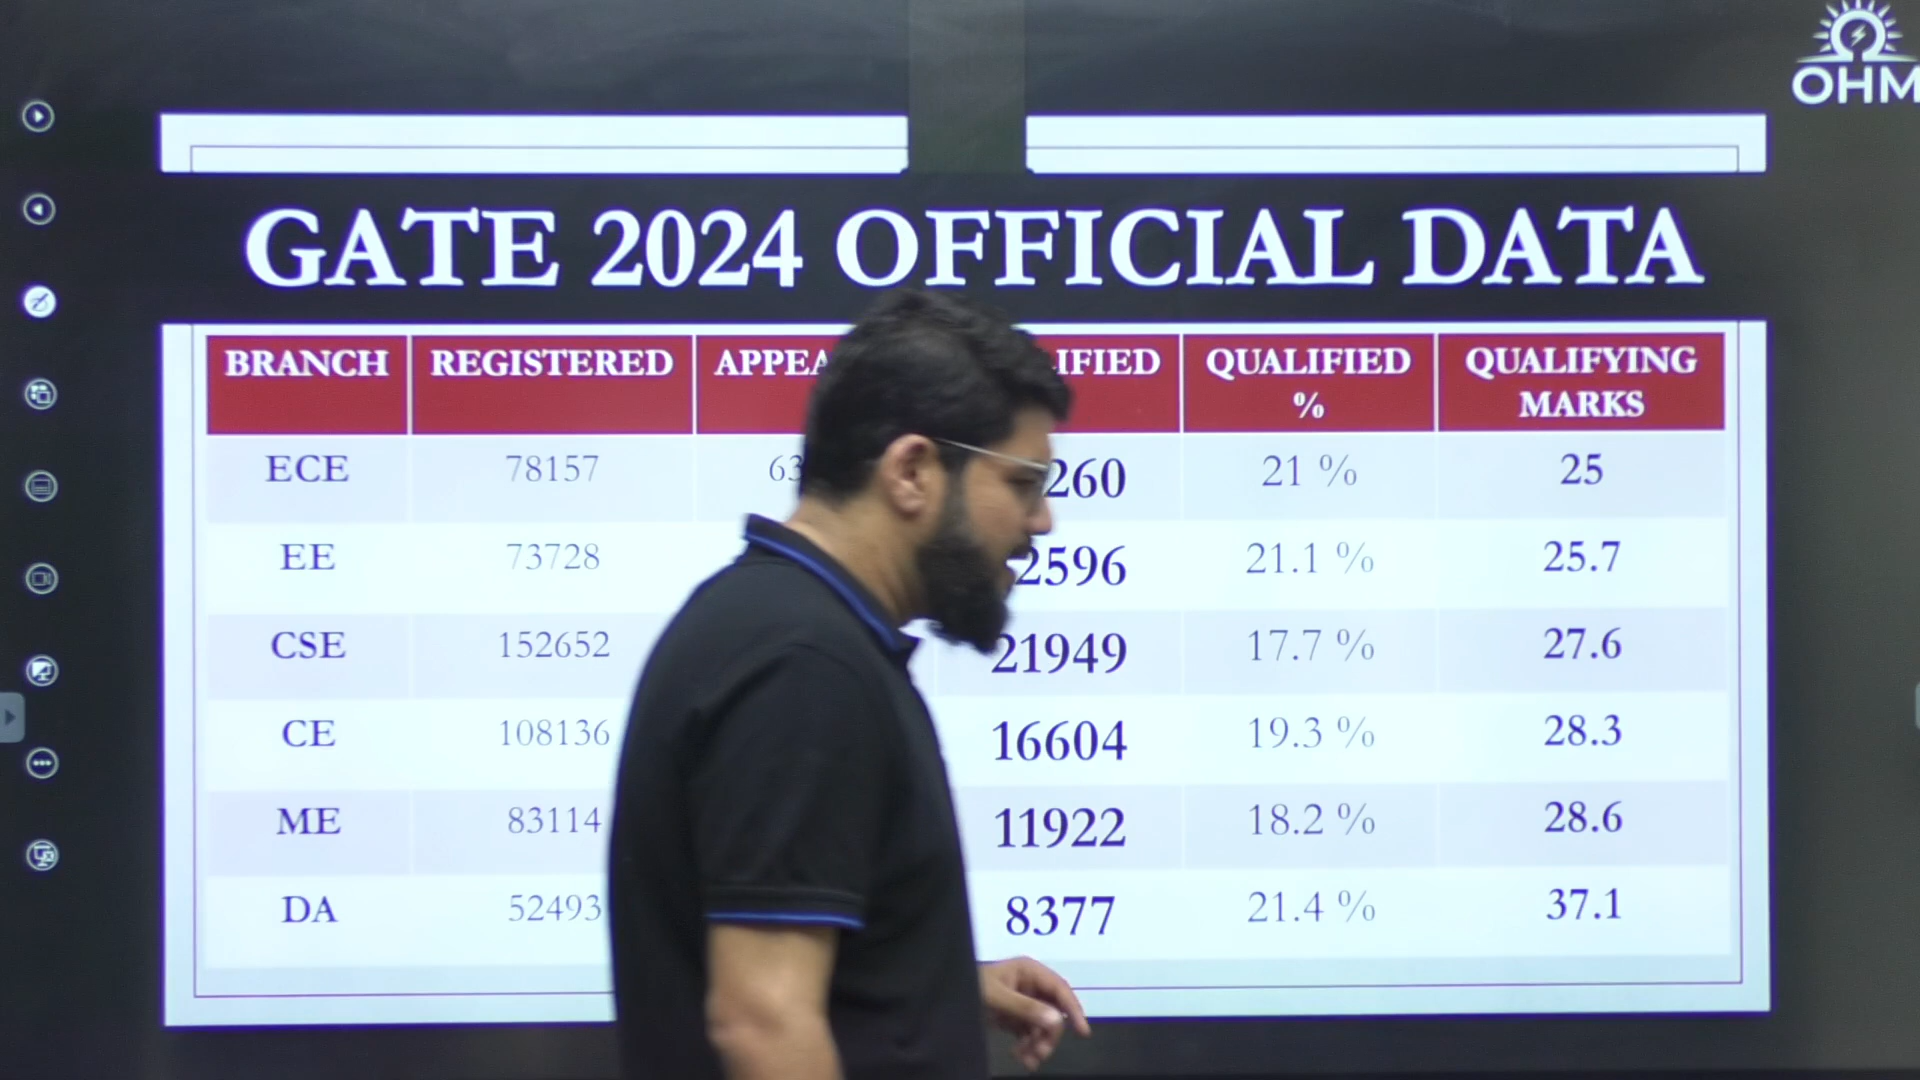 OHM
GATE 2024 OFFICIAL DATA
BRANCH REGISTERED QUALIFIED QUALIFYING
% MARKS
ECE 78157 21 % 25
EE 73728 2596 21.1 % 25.7
CSE 152652 21949 17.7 % 27.6
CE 108136 16604 19.3 % 28.3
ME 83114 11922 18.2 % 28.6
DA 52493 8377 21.4 % 37.1